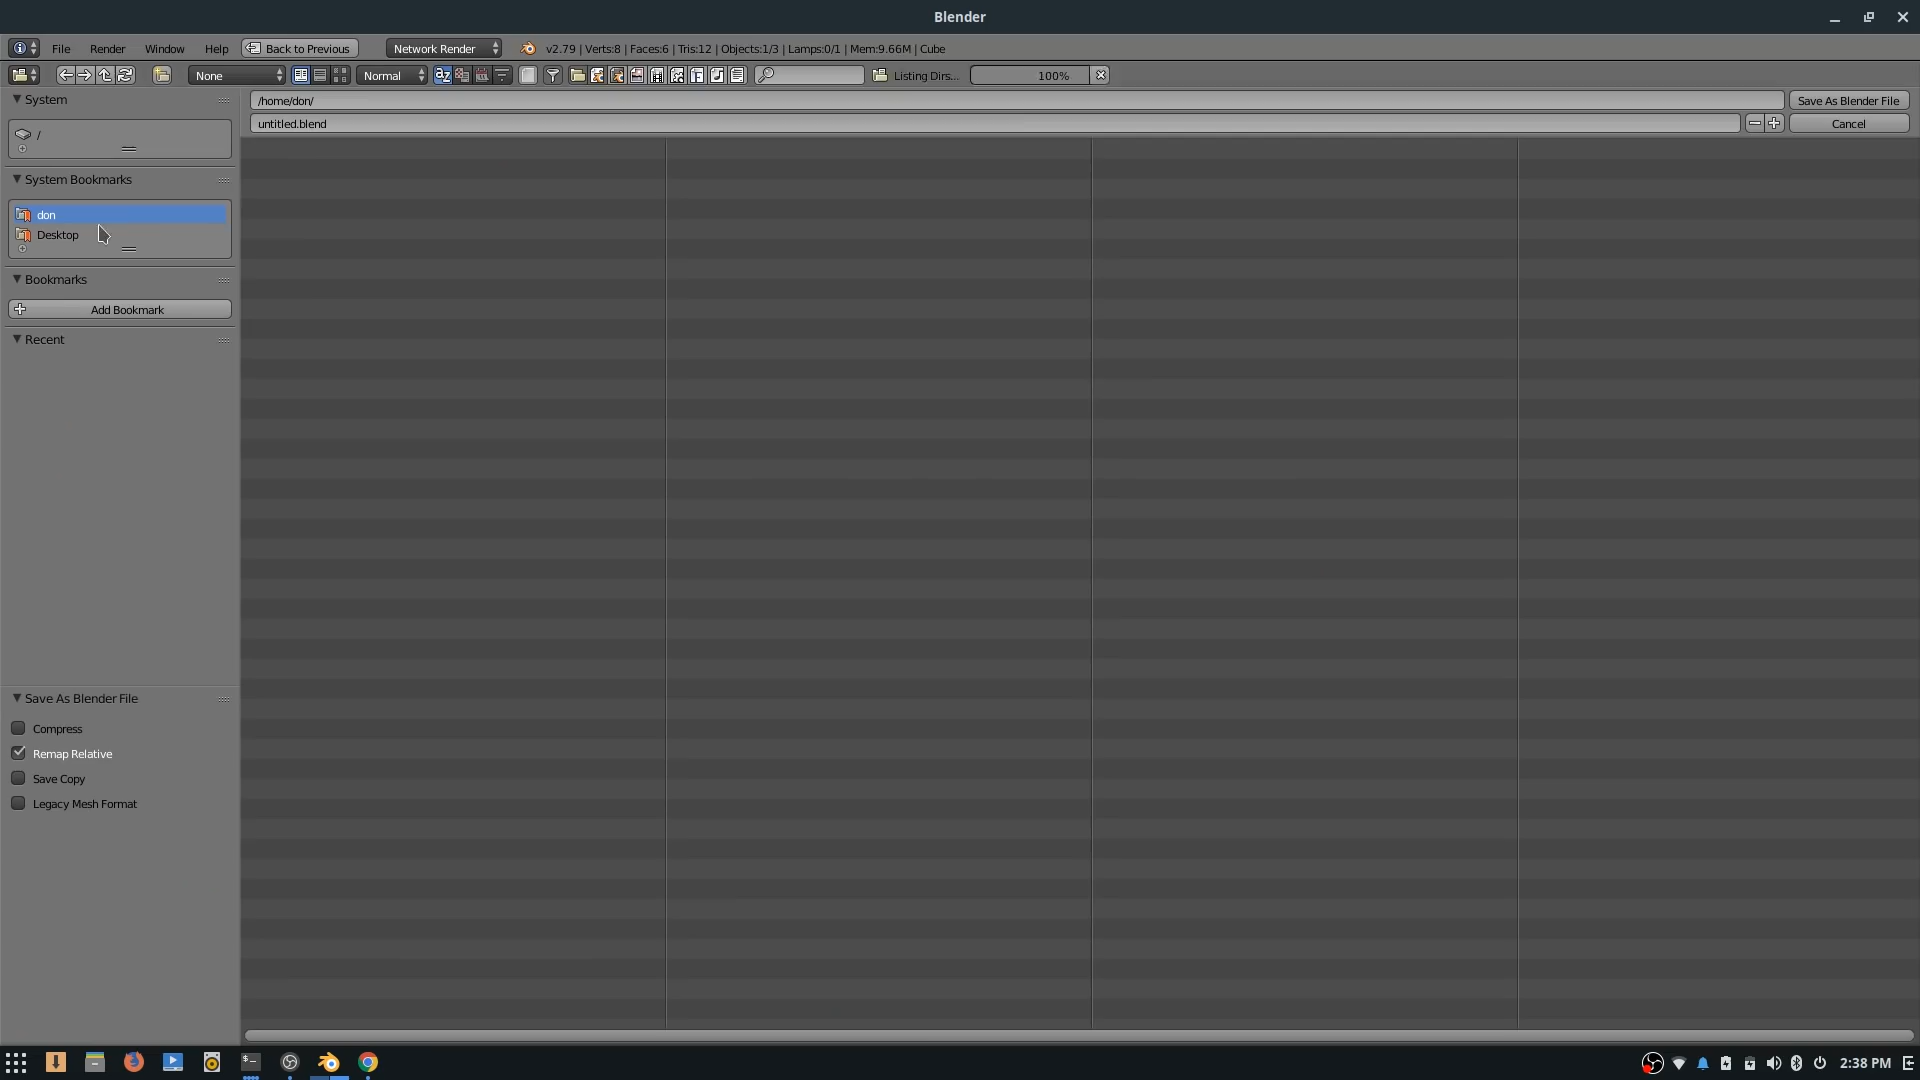 Blender
File Render Window Help Back to Previous Network Render v2.79 | Verts:8 | Faces:6 | Tris:12 | Objects:1/3 | Lamps:0/1 | Mem:9.66M | Cube
None Normal Listing Dirs... 100%
System
/home/don/
Save As Blender File
untitled.blend
Cancel
/
System Bookmarks
don
Desktop
Bookmarks
Add Bookmark
Recent
Save As Blender File
Compress
Remap Relative
Save Copy
Legacy Mesh Format
2:38 PM